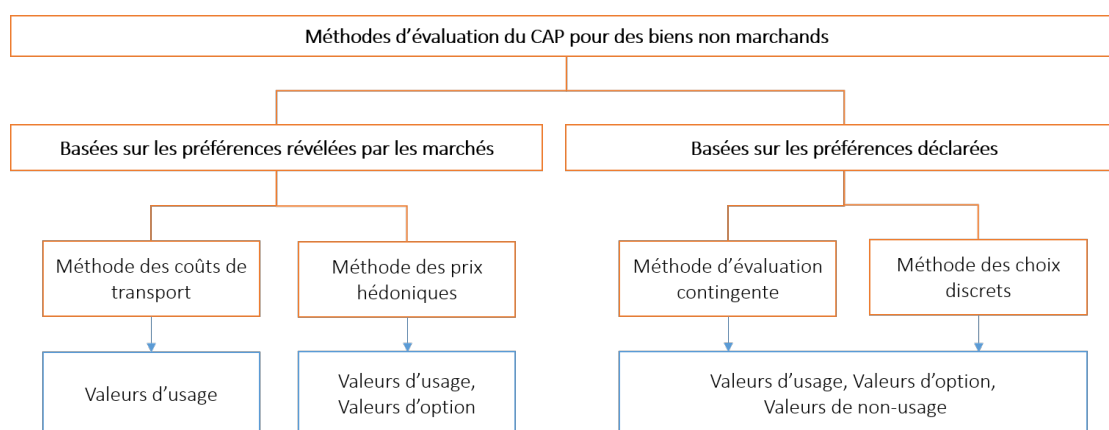 Méthodes d’évaluation du CAP pour des biens non marchands
Basées sur les préférences révélées par les marchés
Basées sur les préférences déclarées
Méthode des coûts de
transport
Méthode des prix
hédoniques
Méthode d’évaluation
contingente
Méthode des choix
discrets
Valeurs d’usage
Valeurs d’usage,
Valeurs d’option
Valeurs d’usage, Valeurs d’option,
Valeurs de non-usage